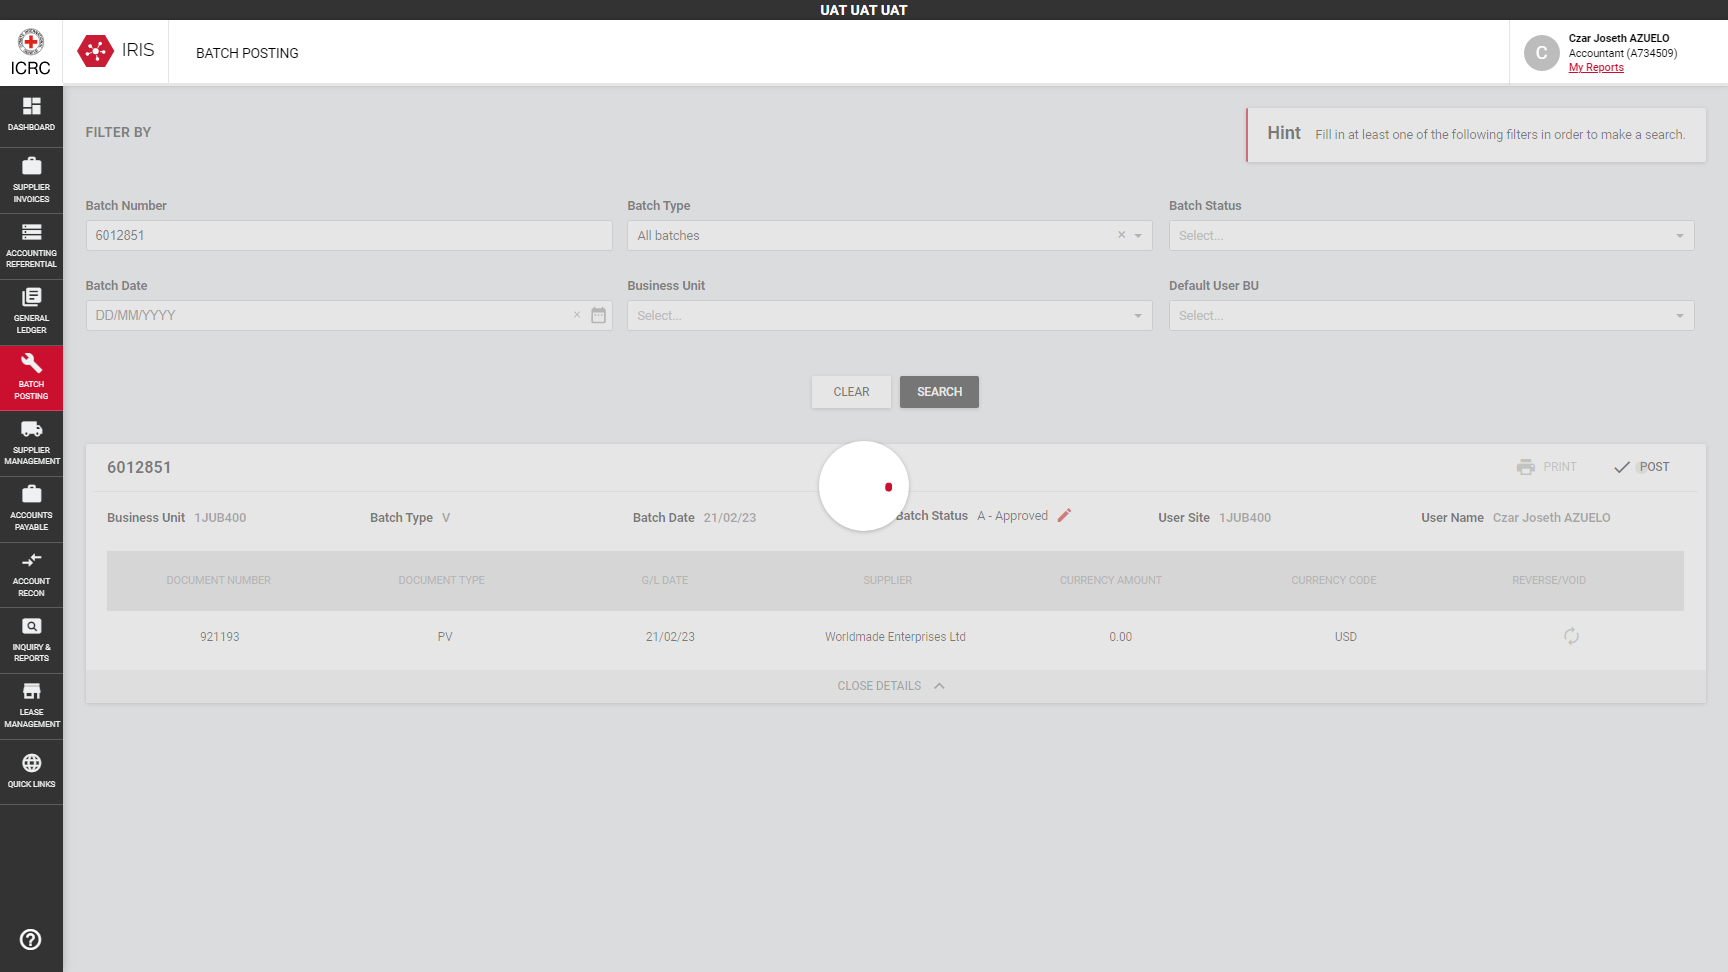 UAT UAT UAT
ICRC
IRIS
BATCH POSTING
C
Czar Joseth AZUELO
Accountant (A734509)
My Reports
DASHBOARD
SUPPLIER
INVOICES
ACCOUNTING
REFERENTIAL
GENERAL
LEDGER
BATCH
POSTING
SUPPLIER
MANAGEMENT
ACCOUNTS
PAYABLE
ACCOUNT
RECON
INQUIRY &
REPORTS
LEASE
MANAGEMENT
QUICK LINKS
FILTER BY
Hint Fill in at least one of the following filters in order to make a search.
Batch Number Batch Type Batch Status
6012851 All batches Select...
Batch Date Business Unit Default User BU
DD/MM/YYYY Select... Select...
CLEAR SEARCH
6012851 PRINT POST
Business Unit 1JUB400 Batch Type V Batch Date 21/02/23 Batch Status A - Approved User Site 1JUB400 User Name Czar Joseth AZUELO
DOCUMENT NUMBER DOCUMENT TYPE G/L DATE SUPPLIER CURRENCY AMOUNT CURRENCY CODE REVERSE/VOID
921193 PV 21/02/23 Worldmade Enterprises Ltd 0.00 USD
CLOSE DETAILS